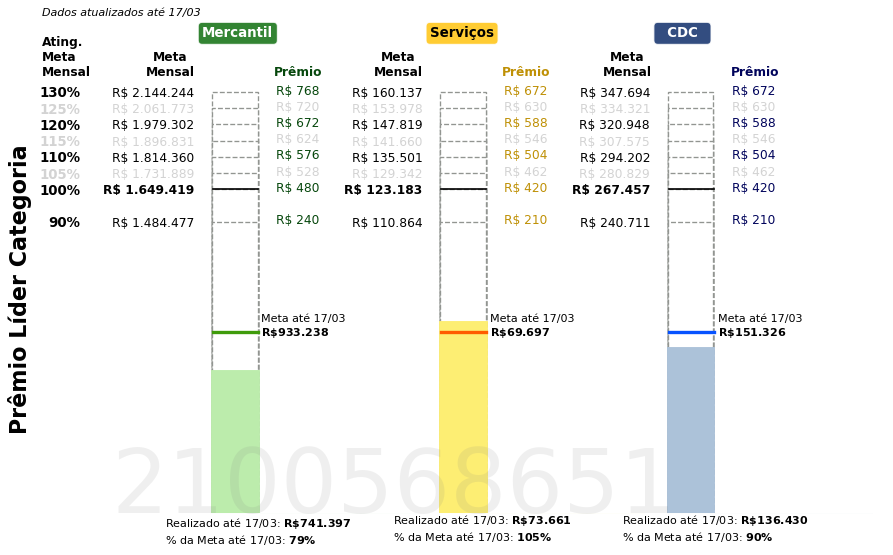 Dados atualizados até 17/03
Mercantil Serviços CDC
Ating.
Meta
Mensal
Meta
Mensal Prêmio
Meta
Mensal Prêmio
Meta
Mensal Prêmio
130% R$ 2.144.244 R$ 768 R$ 160.137 R$ 672 R$ 347.694 R$ 672
125% R$ 2.061.773 R$ 720 R$ 153.978 R$ 630 R$ 334.321 R$ 630
120% R$ 1.979.302 R$ 672 R$ 147.819 R$ 588 R$ 320.948 R$ 588
115% R$ 1.896.831 R$ 624 R$ 141.660 R$ 546 R$ 307.575 R$ 546
110% R$ 1.814.360 R$ 576 R$ 135.501 R$ 504 R$ 294.202 R$ 504
105% R$ 1.731.889 R$ 528 R$ 129.342 R$ 462 R$ 280.829 R$ 462
100% R$ 1.649.419 R$ 480 R$ 123.183 R$ 420 R$ 267.457 R$ 420
90% R$ 1.484.477 R$ 240 R$ 110.864 R$ 210 R$ 240.711 R$ 210
Prêmio Líder Categoria
Meta até 17/03 Meta até 17/03 Meta até 17/03
R$933.238 R$69.697 R$151.326
2100568651
Realizado até 17/03: R$741.397 Realizado até 17/03: R$73.661 Realizado até 17/03: R$136.430
% da Meta até 17/03: 79% % da Meta até 17/03: 105% % da Meta até 17/03: 90%